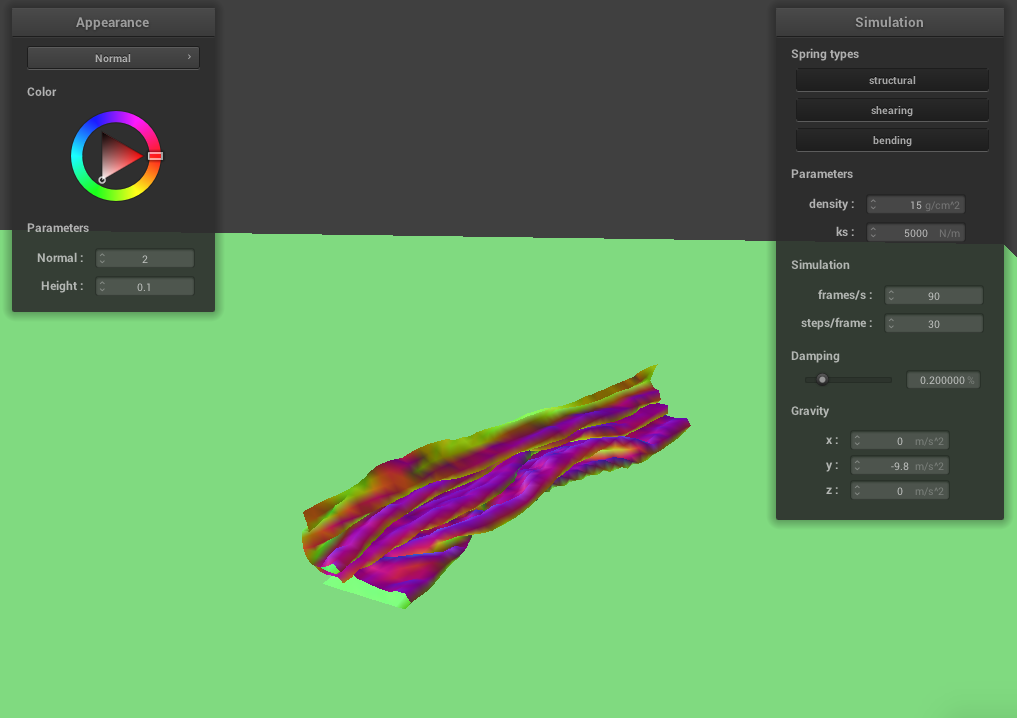 Appearance
Normal
Color
Parameters
Normal : 2
Height : 0.1
Simulation
Spring types
structural
shearing
bending
Parameters
density : 15 g/cm^2
ks : 5000 N/m
Simulation
frames/s : 90
steps/frame : 30
Damping
0.200000 %
Gravity
x : 0 m/s^2
y : -9.8 m/s^2
z : 0 m/s^2